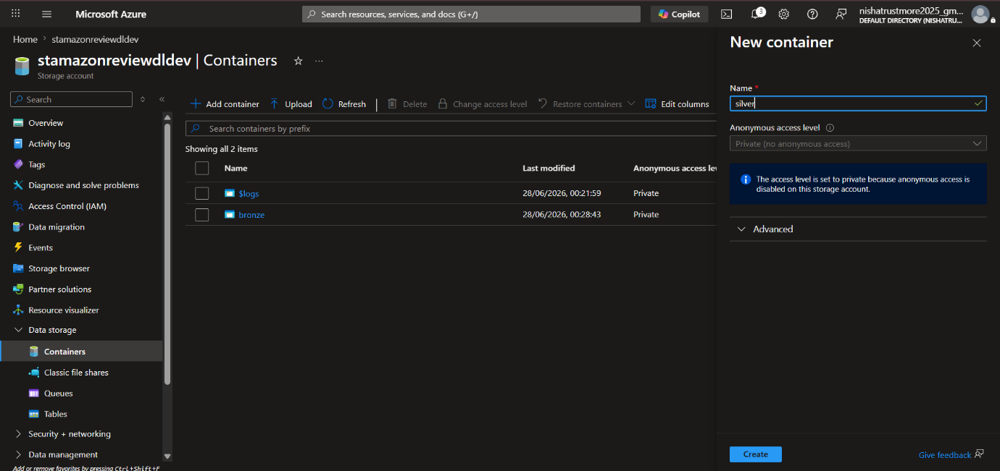 Microsoft Azure
Search resources, services, and docs (G+/)
Copilot
3
nishatrustmore2025_gm...
DEFAULT DIRECTORY (NISHATRU...
Home > stamazonreviewdldev
stamazonreviewdldev | Containers
...
Storage account
Search
Overview
Activity log
Tags
Diagnose and solve problems
Access Control (IAM)
Data migration
Events
Storage browser
Partner solutions
Resource visualizer
Data storage
Containers
Classic file shares
Queues
Tables
Security + networking
Data management
Add or remove favorites by pressing Ctrl+Shift+F
Add container Upload Refresh Delete Change access level Restore containers Edit columns
Search containers by prefix
Showing all 2 items
Name Last modified Anonymous access lev
$logs 28/06/2026, 00:21:59 Private
bronze 28/06/2026, 00:28:43 Private
New container
Name *
silver
Anonymous access level
Private (no anonymous access)
The access level is set to private because anonymous access is
disabled on this storage account.
Advanced
Create
Give feedback